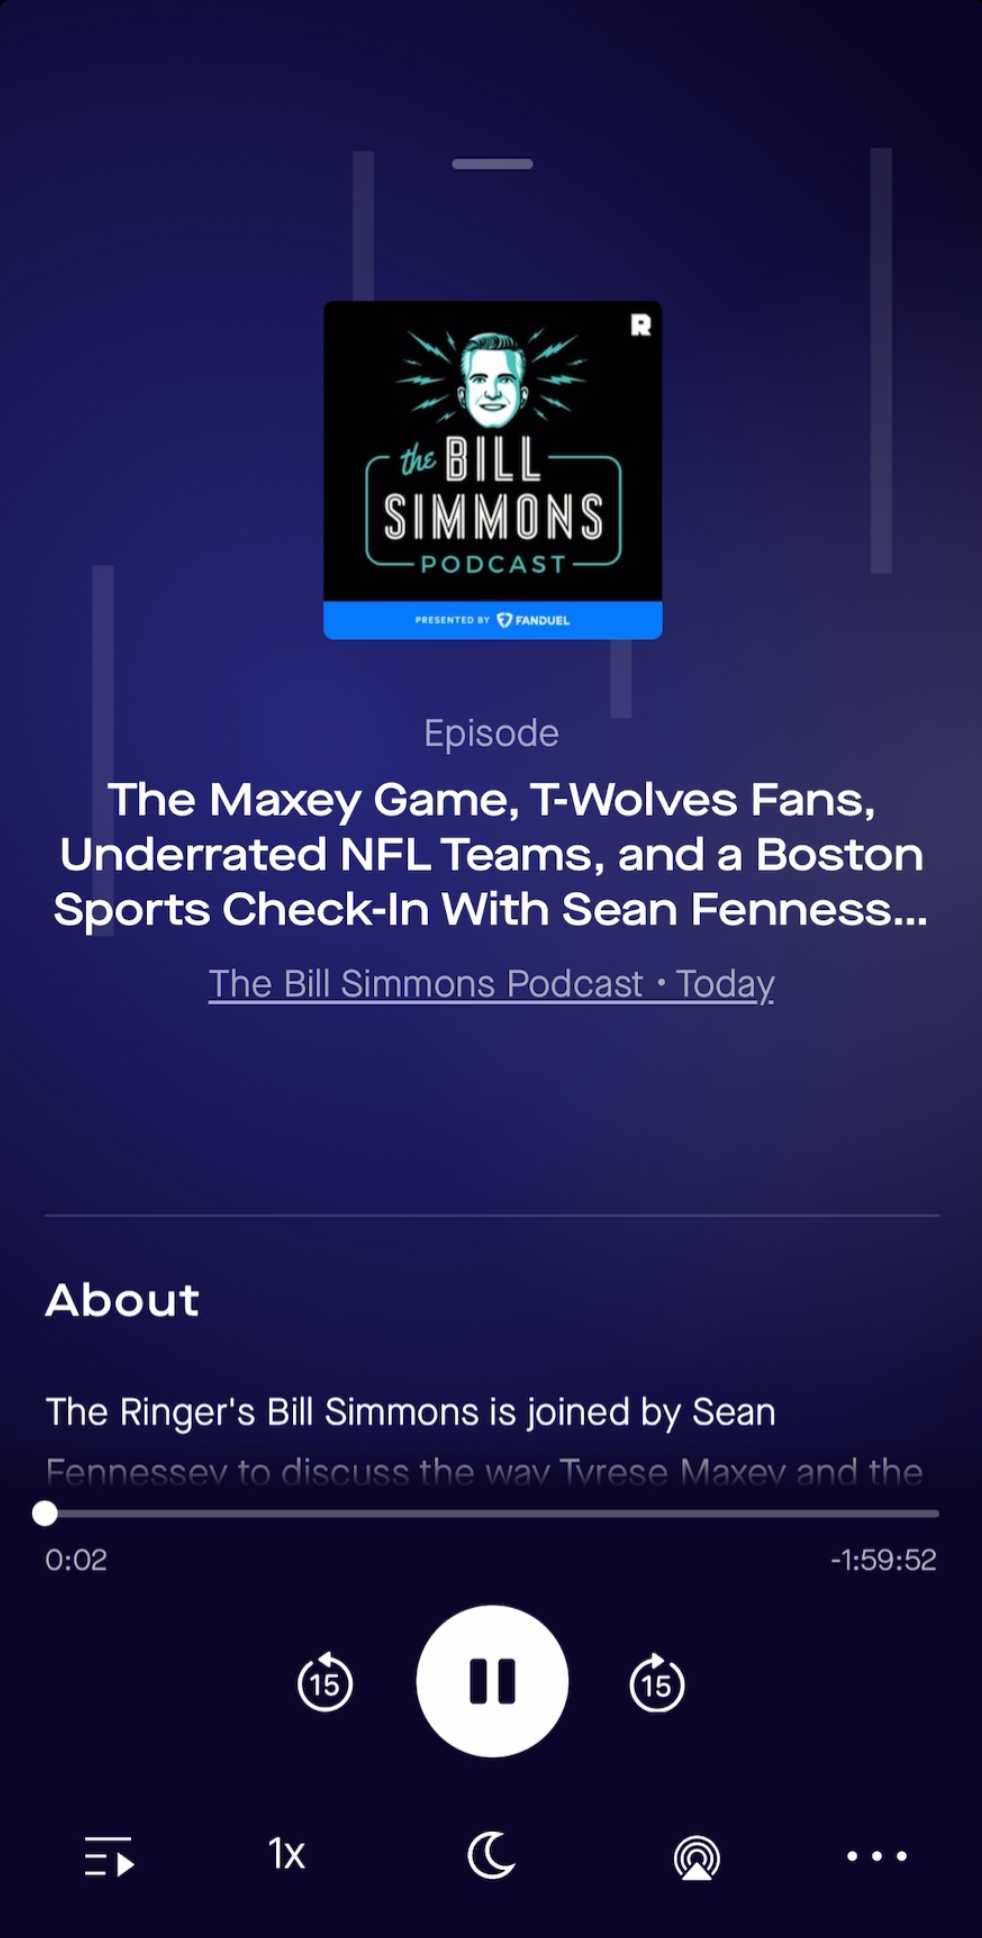 R
the BILL
SIMMONS
PODCAST
PRESENTED BY FANDUEL
Episode
The Maxey Game, T-Wolves Fans,
Underrated NFL Teams, and a Boston
Sports Check-In With Sean Fenness...
The Bill Simmons Podcast • Today
About
The Ringer's Bill Simmons is joined by Sean
Fennessey to discuss the way Tyrese Maxey and the
0:02 -1:59:52
15 15
1x